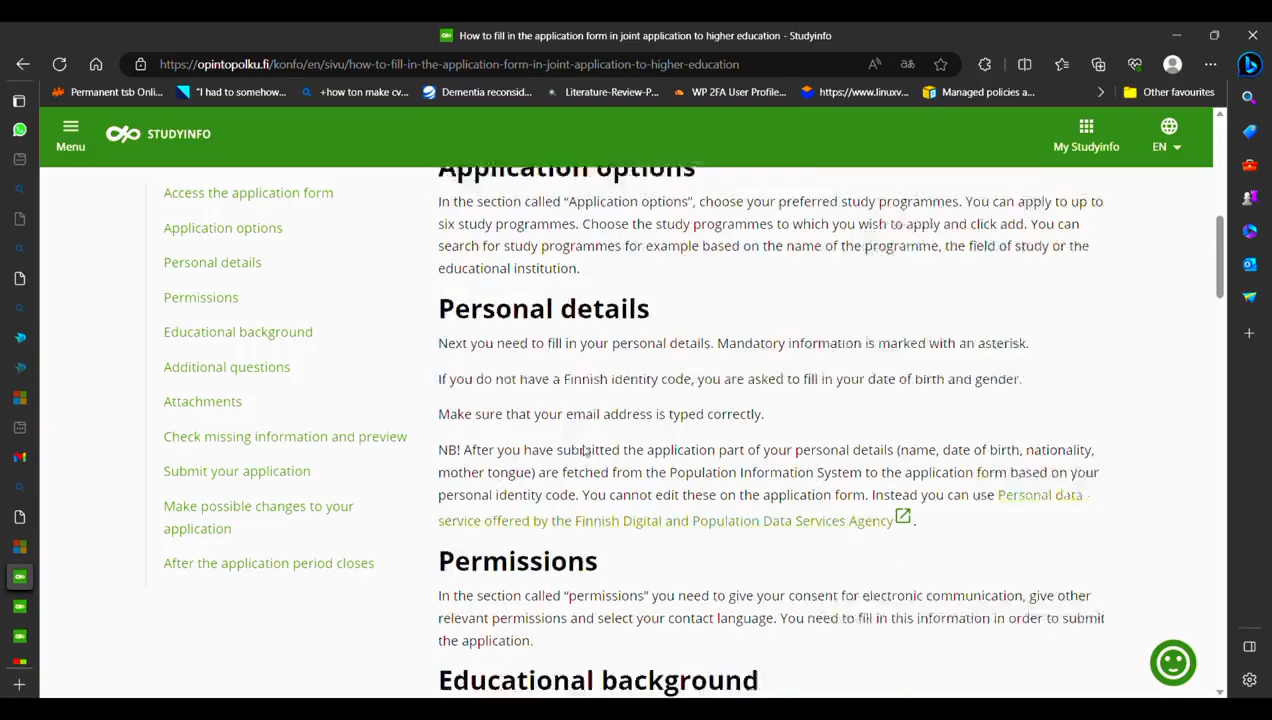 How to fill in the application form in joint application to higher education - Studyinfo
https://opintopolku.fi/konfo/en/sivu/how-to-fill-in-the-application-form-in-joint-application-to-higher-education
Permanent tsb Onli...
"I had to somehow...
+how ton make cv...
Dementia reconsid...
Literature-Review-P...
WP 2FA User Profile...
https://www.linuxv...
Managed policies a...
Other favourites
Menu
STUDYINFO
My Studyinfo
EN
Access the application form
Application options
Personal details
Permissions
Educational background
Additional questions
Attachments
Check missing information and preview
Submit your application
Make possible changes to your
application
After the application period closes
Application options
In the section called “Application options”, choose your preferred study programmes. You can apply to up to
six study programmes. Choose the study programmes to which you wish to apply and click add. You can
search for study programmes for example based on the name of the programme, the field of study or the
educational institution.
Personal details
Next you need to fill in your personal details. Mandatory information is marked with an asterisk.
If you do not have a Finnish identity code, you are asked to fill in your date of birth and gender.
Make sure that your email address is typed correctly.
NB! After you have submitted the application part of your personal details (name, date of birth, nationality,
mother tongue) are fetched from the Population Information System to the application form based on your
personal identity code. You cannot edit these on the application form. Instead you can use Personal data
service offered by the Finnish Digital and Population Data Services Agency.
Permissions
In the section called “permissions” you need to give your consent for electronic communication, give other
relevant permissions and select your contact language. You need to fill in this information in order to submit
the application.
Educational background